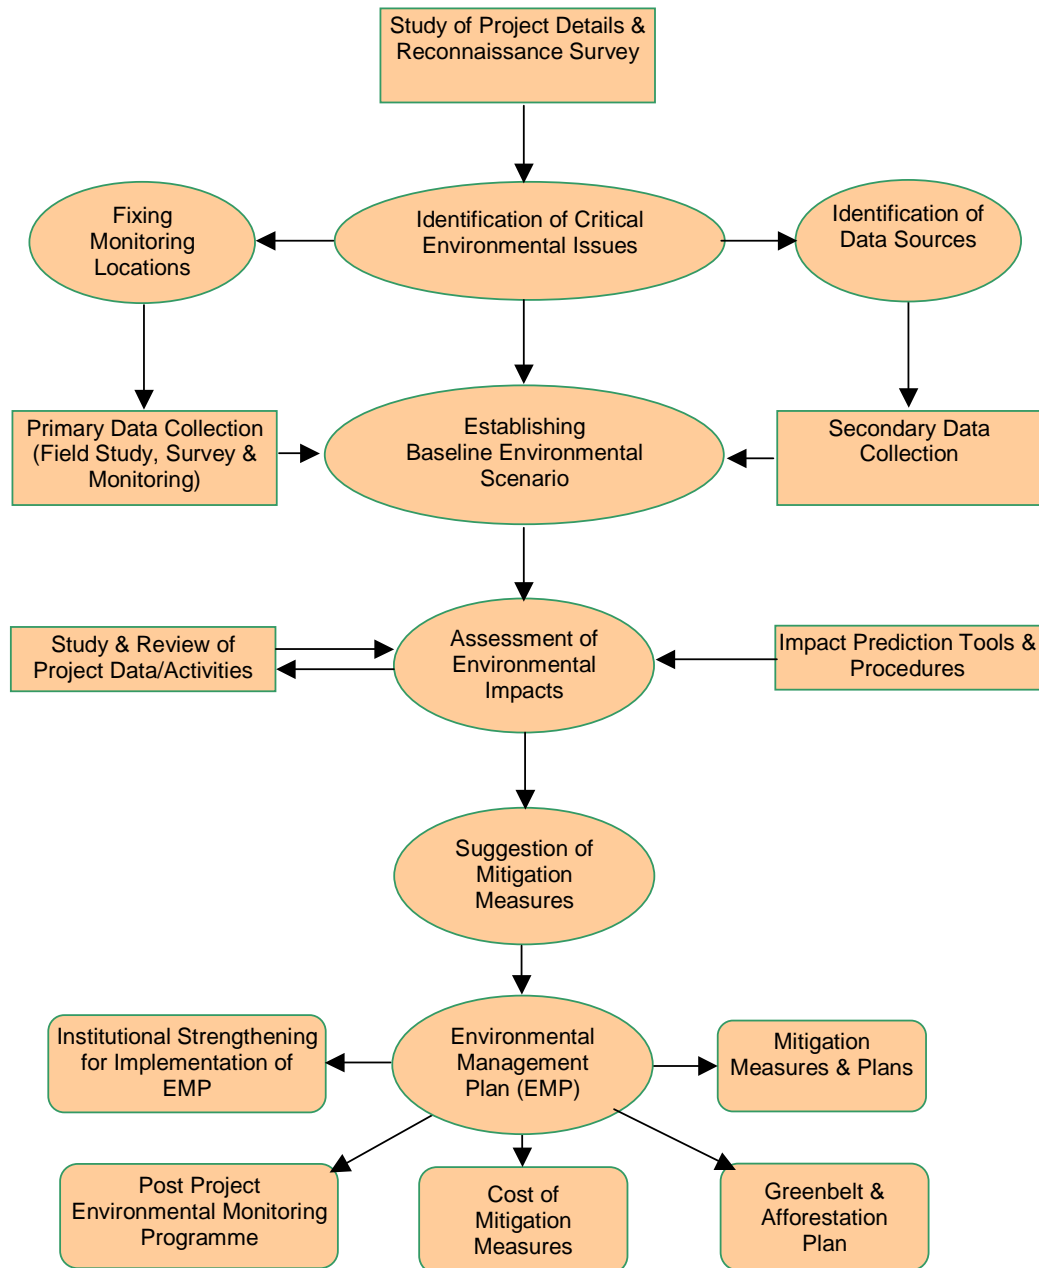 Study of Project Details &
Reconnaissance Survey
Fixing
Monitoring
Locations
Identification of Critical
Environmental Issues
Identification of
Data Sources
Primary Data Collection
(Field Study, Survey &
Monitoring)
Establishing
Baseline Environmental
Scenario
Secondary Data
Collection
Study & Review of
Project Data/Activities
Assessment of
Environmental
Impacts
Impact Prediction Tools &
Procedures
Suggestion of
Mitigation
Measures
Institutional Strengthening
for Implementation of
EMP
Environmental
Management
Plan (EMP)
Mitigation
Measures & Plans
Post Project
Environmental Monitoring
Programme
Cost of
Mitigation
Measures
Greenbelt &
Afforestation
Plan